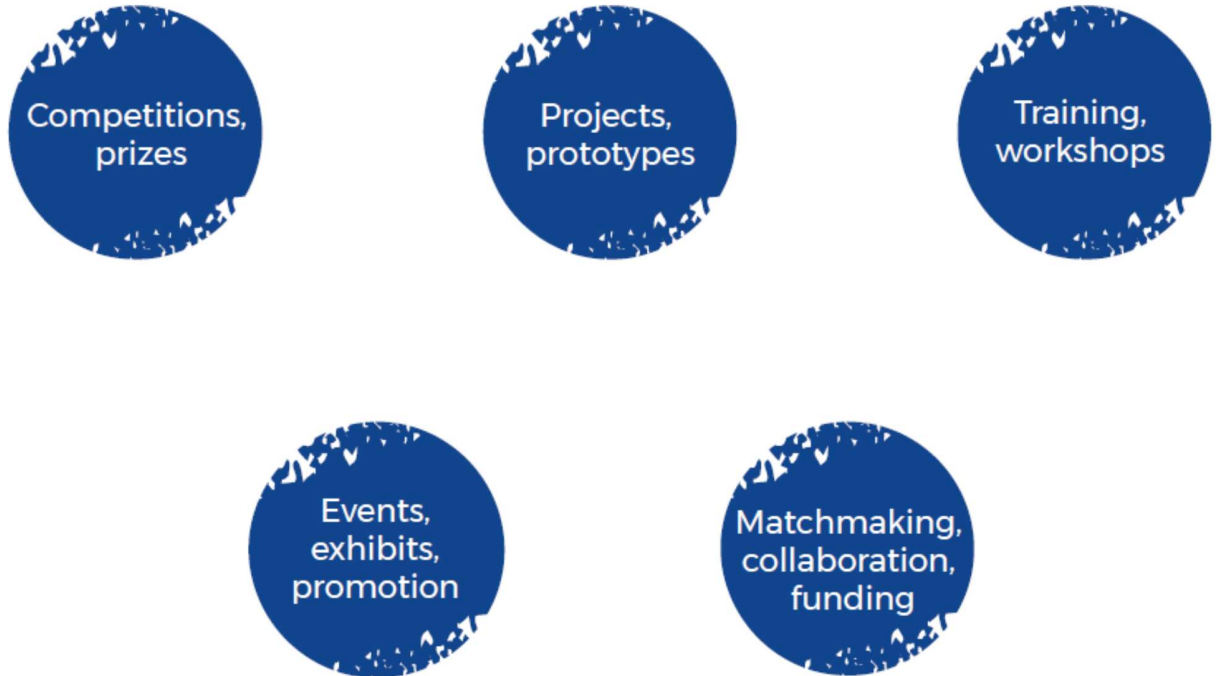 Competitions,
prizes
Projects,
prototypes
Training,
workshops
Events,
exhibits,
promotion
Matchmaking,
collaboration,
funding